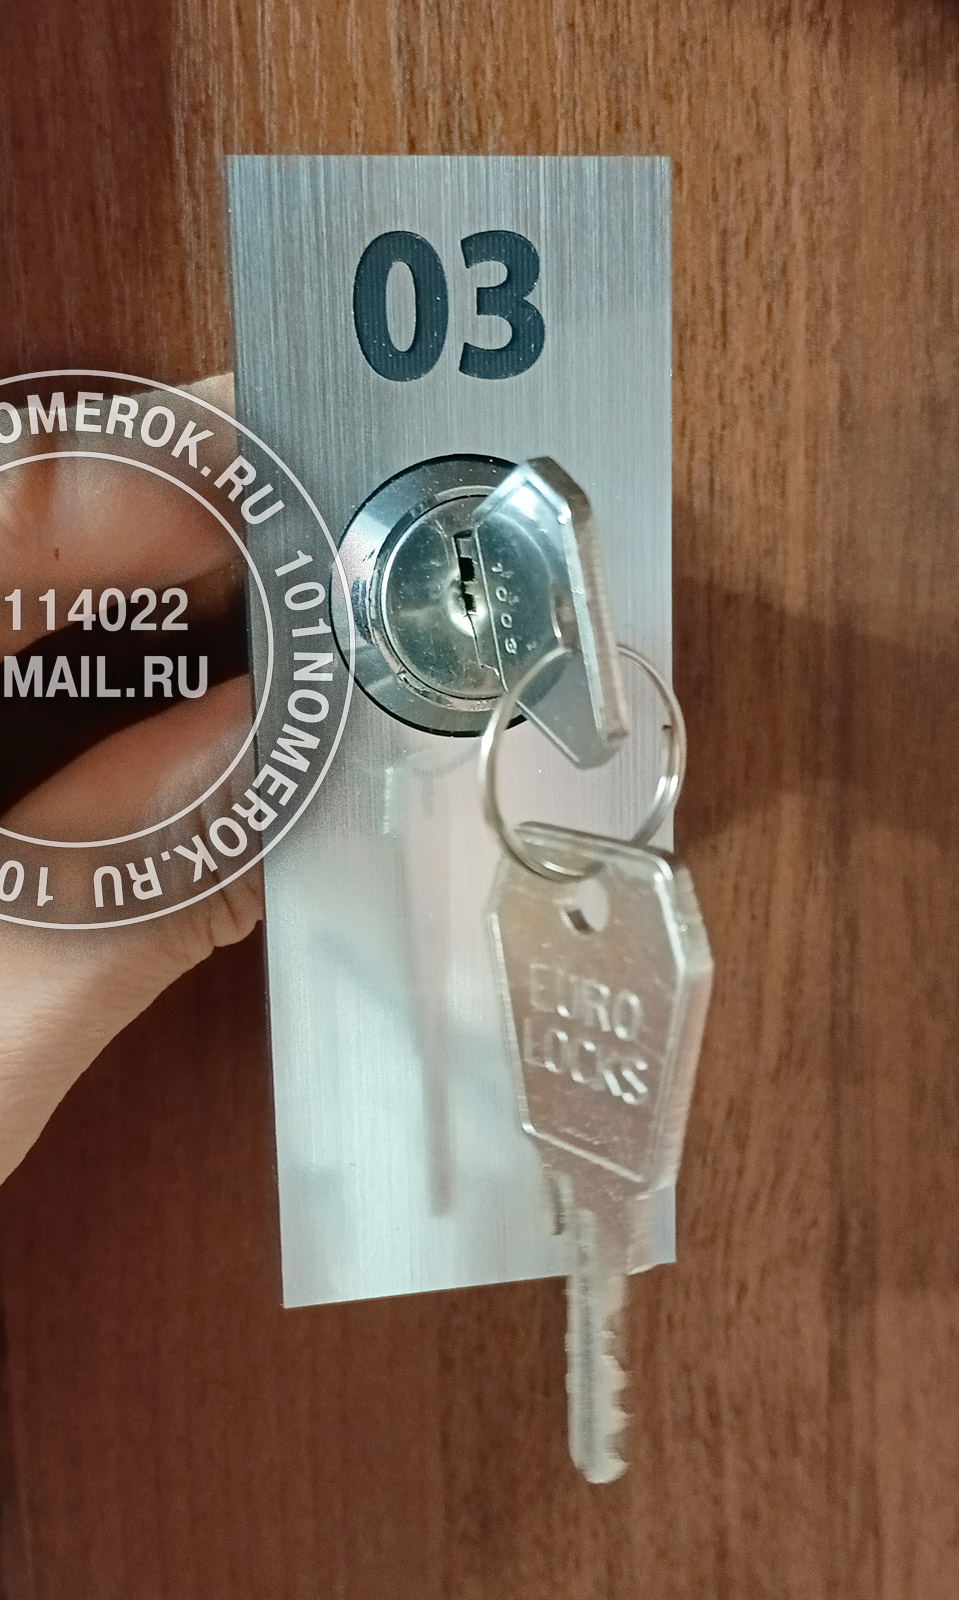 03
OMEROK.RU 101NOMEROK.RU 10
114022
MAIL.RU
EURO
LOCKS